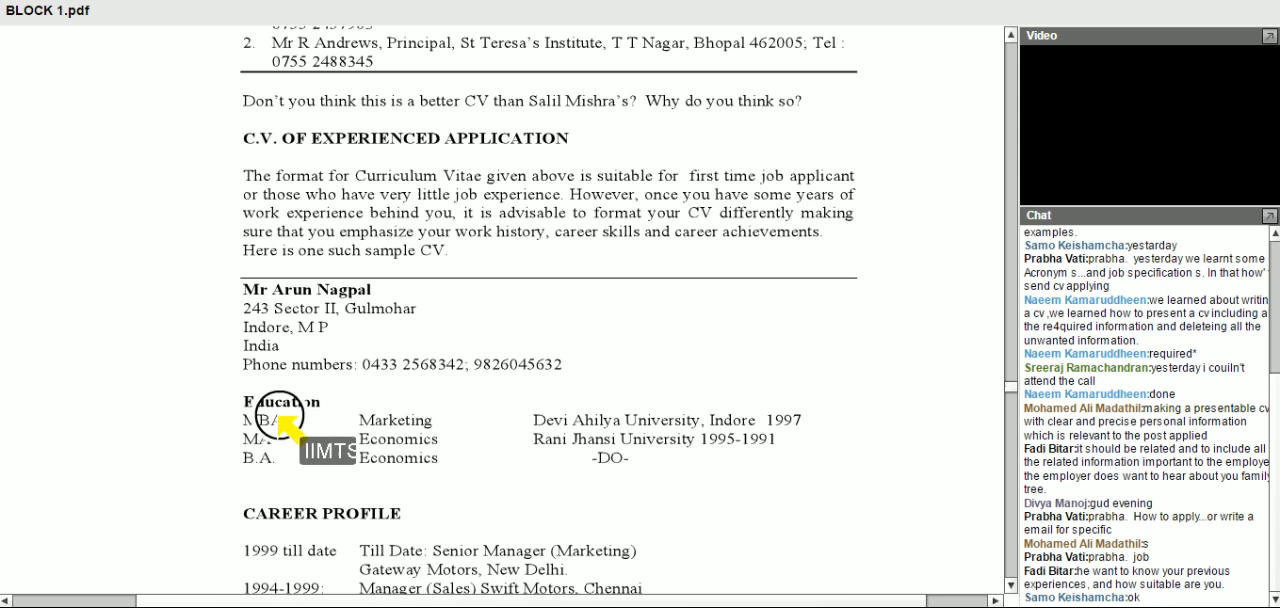 BLOCK 1.pdf
2. Mr R Andrews, Principal, St Teresa's Institute, T T Nagar, Bhopal 462005; Tel :
0755 2488345
Don't you think this is a better CV than Salil Mishra's? Why do you think so?
C.V. OF EXPERIENCED APPLICATION
The format for Curriculum Vitae given above is suitable for first time job applicant
or those who have very little job experience. However, once you have some years of
work experience behind you, it is advisable to format your CV differently making
sure that you emphasize your work history, career skills and career achievements.
Here is one such sample CV.
Mr Arun Nagpal
243 Sector II, Gulmohar
Indore, M P
India
Phone numbers: 0433 2568342; 9826045632
Education
MBA Marketing Devi Ahilya University, Indore 1997
MA Economics Rani Jhansi University 1995-1991
IIMTS
B.A. Economics -DO-
CAREER PROFILE
1999 till date Till Date: Senior Manager (Marketing)
Gateway Motors, New Delhi.
1994-1999: Manager (Sales) Swift Motors, Chennai
Video
Chat
examples.
Samo Keishamcha:yestarday
Prabha Vati:prabha. yesterday we learnt some
Acronym s...and job specification s. In that how'
send cv applying
Naeem Kamaruddheen:we learned about writin
a cv ,we learned how to present a cv including a
the re4quired information and deleteing all the
unwanted information.
Naeem Kamaruddheen:required*
Sreeraj Ramachandran:yesterday i couiln't
attend the call
Naeem Kamaruddheen:done
Mohamed Ali Madathil:making a presentable cv
with clear and precise personal information
which is relevant to the post applied
Fadi Bitar:it should be related and to include all
the related information important to the employe
the employer does want to hear about you family
tree.
Divya Manoj:gud evening
Prabha Vati:prabha. How to apply...or write a
email for specific
Mohamed Ali Madathil:s
Prabha Vati:prabha. job
Fadi Bitar:he want to know your previous
experiences, and how suitable are you.
Samo Keishamcha:ok